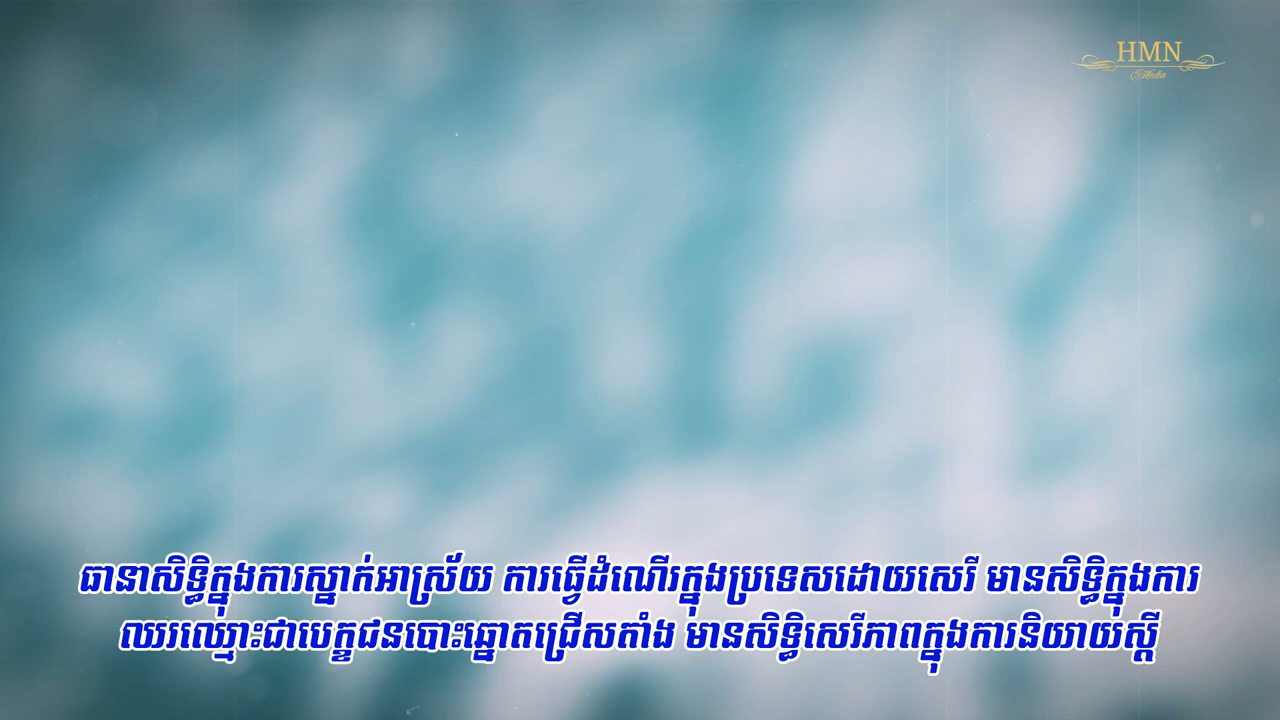 HMN
Media
ធានាសិទ្ធិក្នុងការស្នាក់អាស្រ័យ ការធ្វើដំណើរក្នុងប្រទេសដោយសេរី មានសិទ្ធិក្នុងការ
ឈរឈ្មោះជាបេក្ខជនបោះឆ្នោតជ្រើសតាំង មានសិទ្ធិសេរីភាពក្នុងការនិយាយស្តី